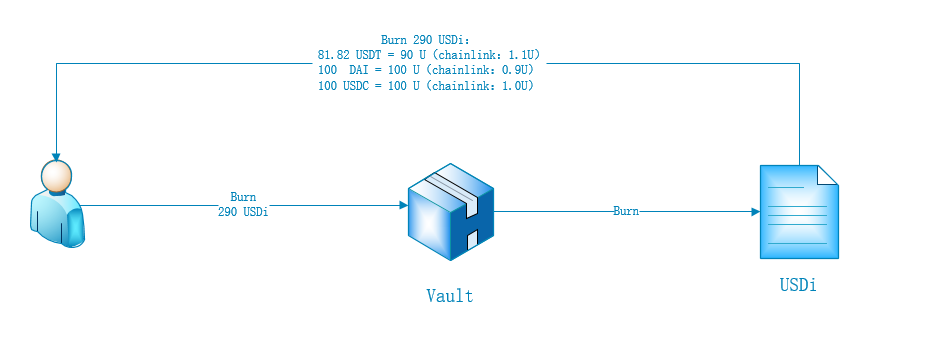 Burn 290 USDi：
81.82 USDT = 90 U（chainlink：1.1U）
100  DAI = 100 U（chainlink：0.9U）
100 USDC = 100 U（chainlink：1.0U）
Burn
290 USDi
Burn
Vault
USDi